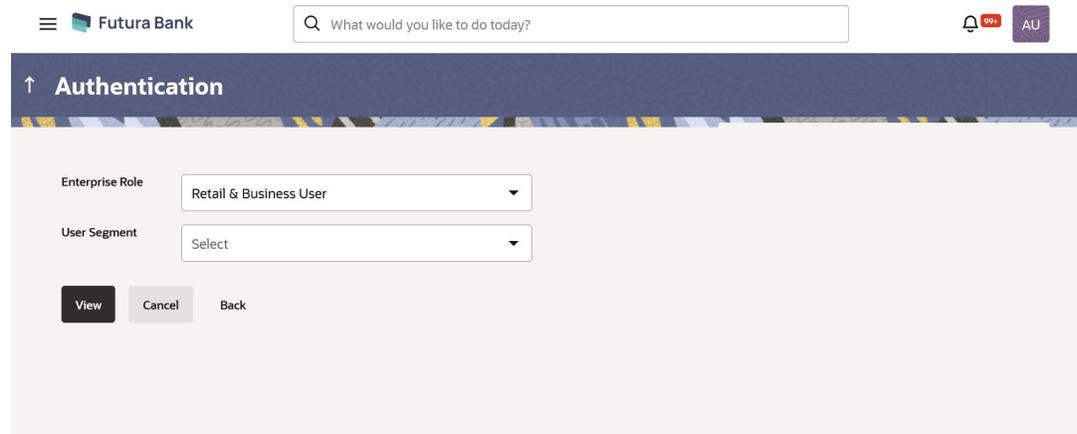 Futura Bank
What would you like to do today?
99+
AU
Authentication
Enterprise Role
Retail & Business User
User Segment
Select
View
Cancel
Back